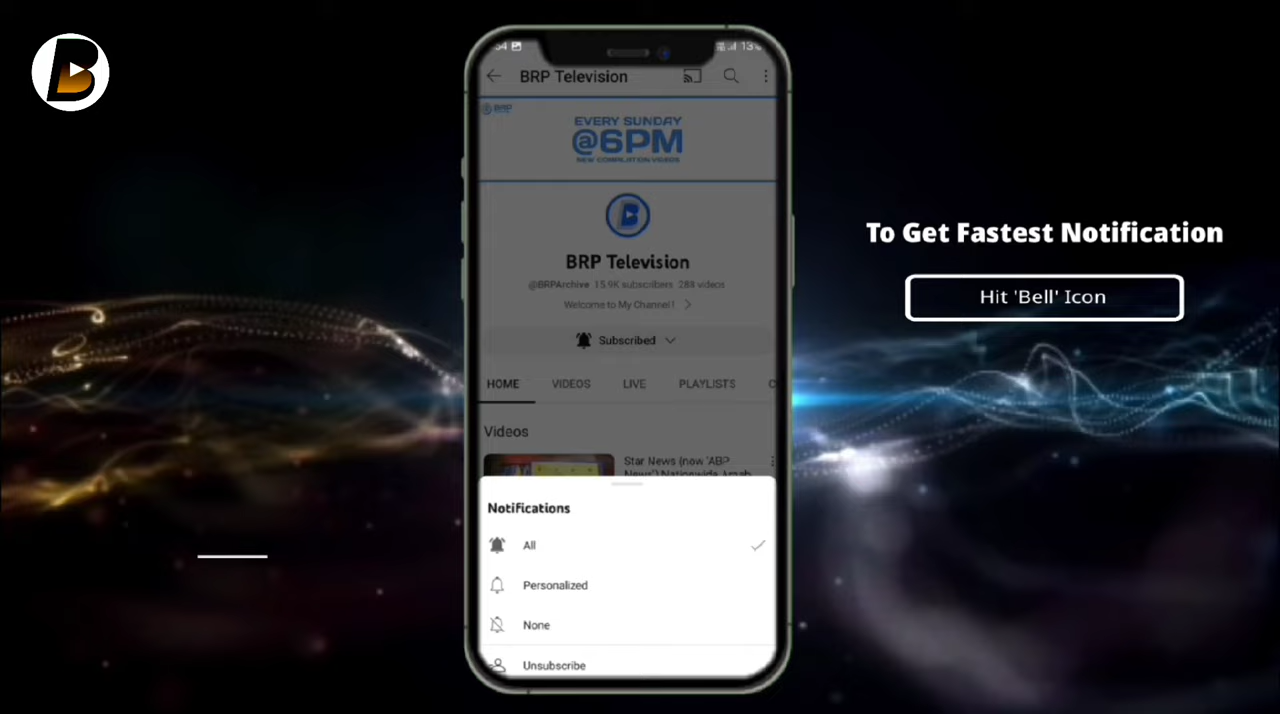 BRP Television
BRP
EVERY SUNDAY
@6PM
NEW COMPILATION VIDEOS
BRP Television
@BRPArchive 15.9K subscribers 288 videos
Welcome to My Channel !
Subscribed
HOME VIDEOS LIVE PLAYLISTS
Videos
Star News (now 'ABP
News') Nationwide
Notifications
All
Personalized
None
Unsubscribe
To Get Fastest Notification
Hit 'Bell' Icon